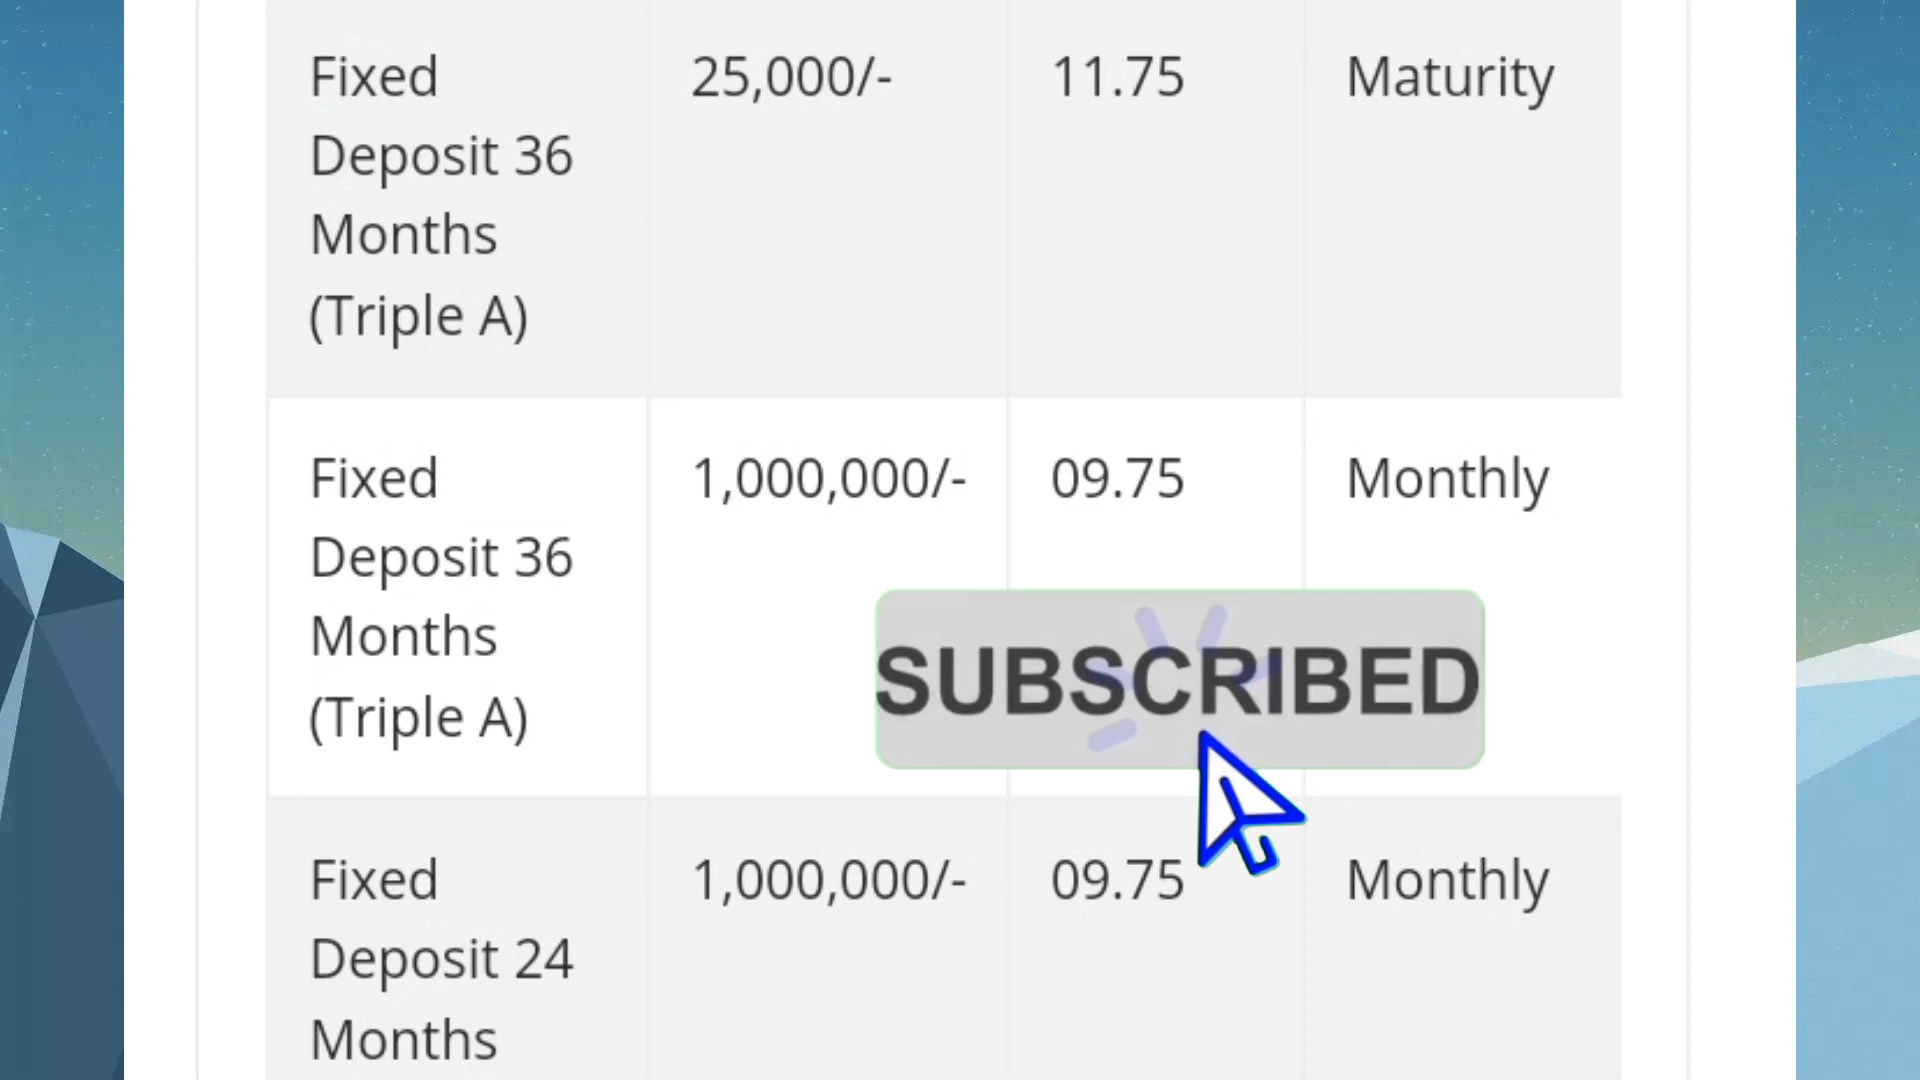 Fixed 25,000/- 11.75 Maturity
Deposit 36
Months
(Triple A)
Fixed 1,000,000/- 09.75 Monthly
Deposit 36
Months
SUBSCRIBED
(Triple A)
Fixed 1,000,000/- 09.75 Monthly
Deposit 24
Months